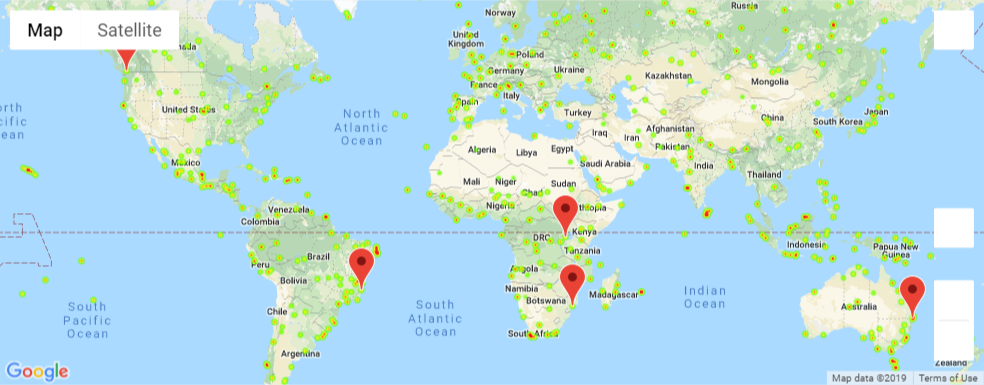 Map
Satellite
Norway
Russia
United
Kingdom
Poland
Germany
Ukraine
France
Kazakhstan
Mongolia
Italy
Spain
Turkey
China
Japan
South Korea
North
Atlantic
Ocean
United States
Algeria
Libya
Egypt
Iraq
Iran
Afghanistan
Pakistan
Saudi Arabia
India
Mexico
Mali
Niger
Chad
Sudan
Thailand
Nigeria
Ethiopia
Venezuela
Colombia
DRC
Kenya
Tanzania
Indonesia
Papua New
Guinea
Peru
Brazil
Bolivia
Angola
Namibia
Botswana
Madagascar
Indian
Ocean
South
Pacific
Ocean
South
Atlantic
Ocean
Chile
Australia
South Africa
Argentina
Zealand
Google
Map data ©2019
Terms of Use